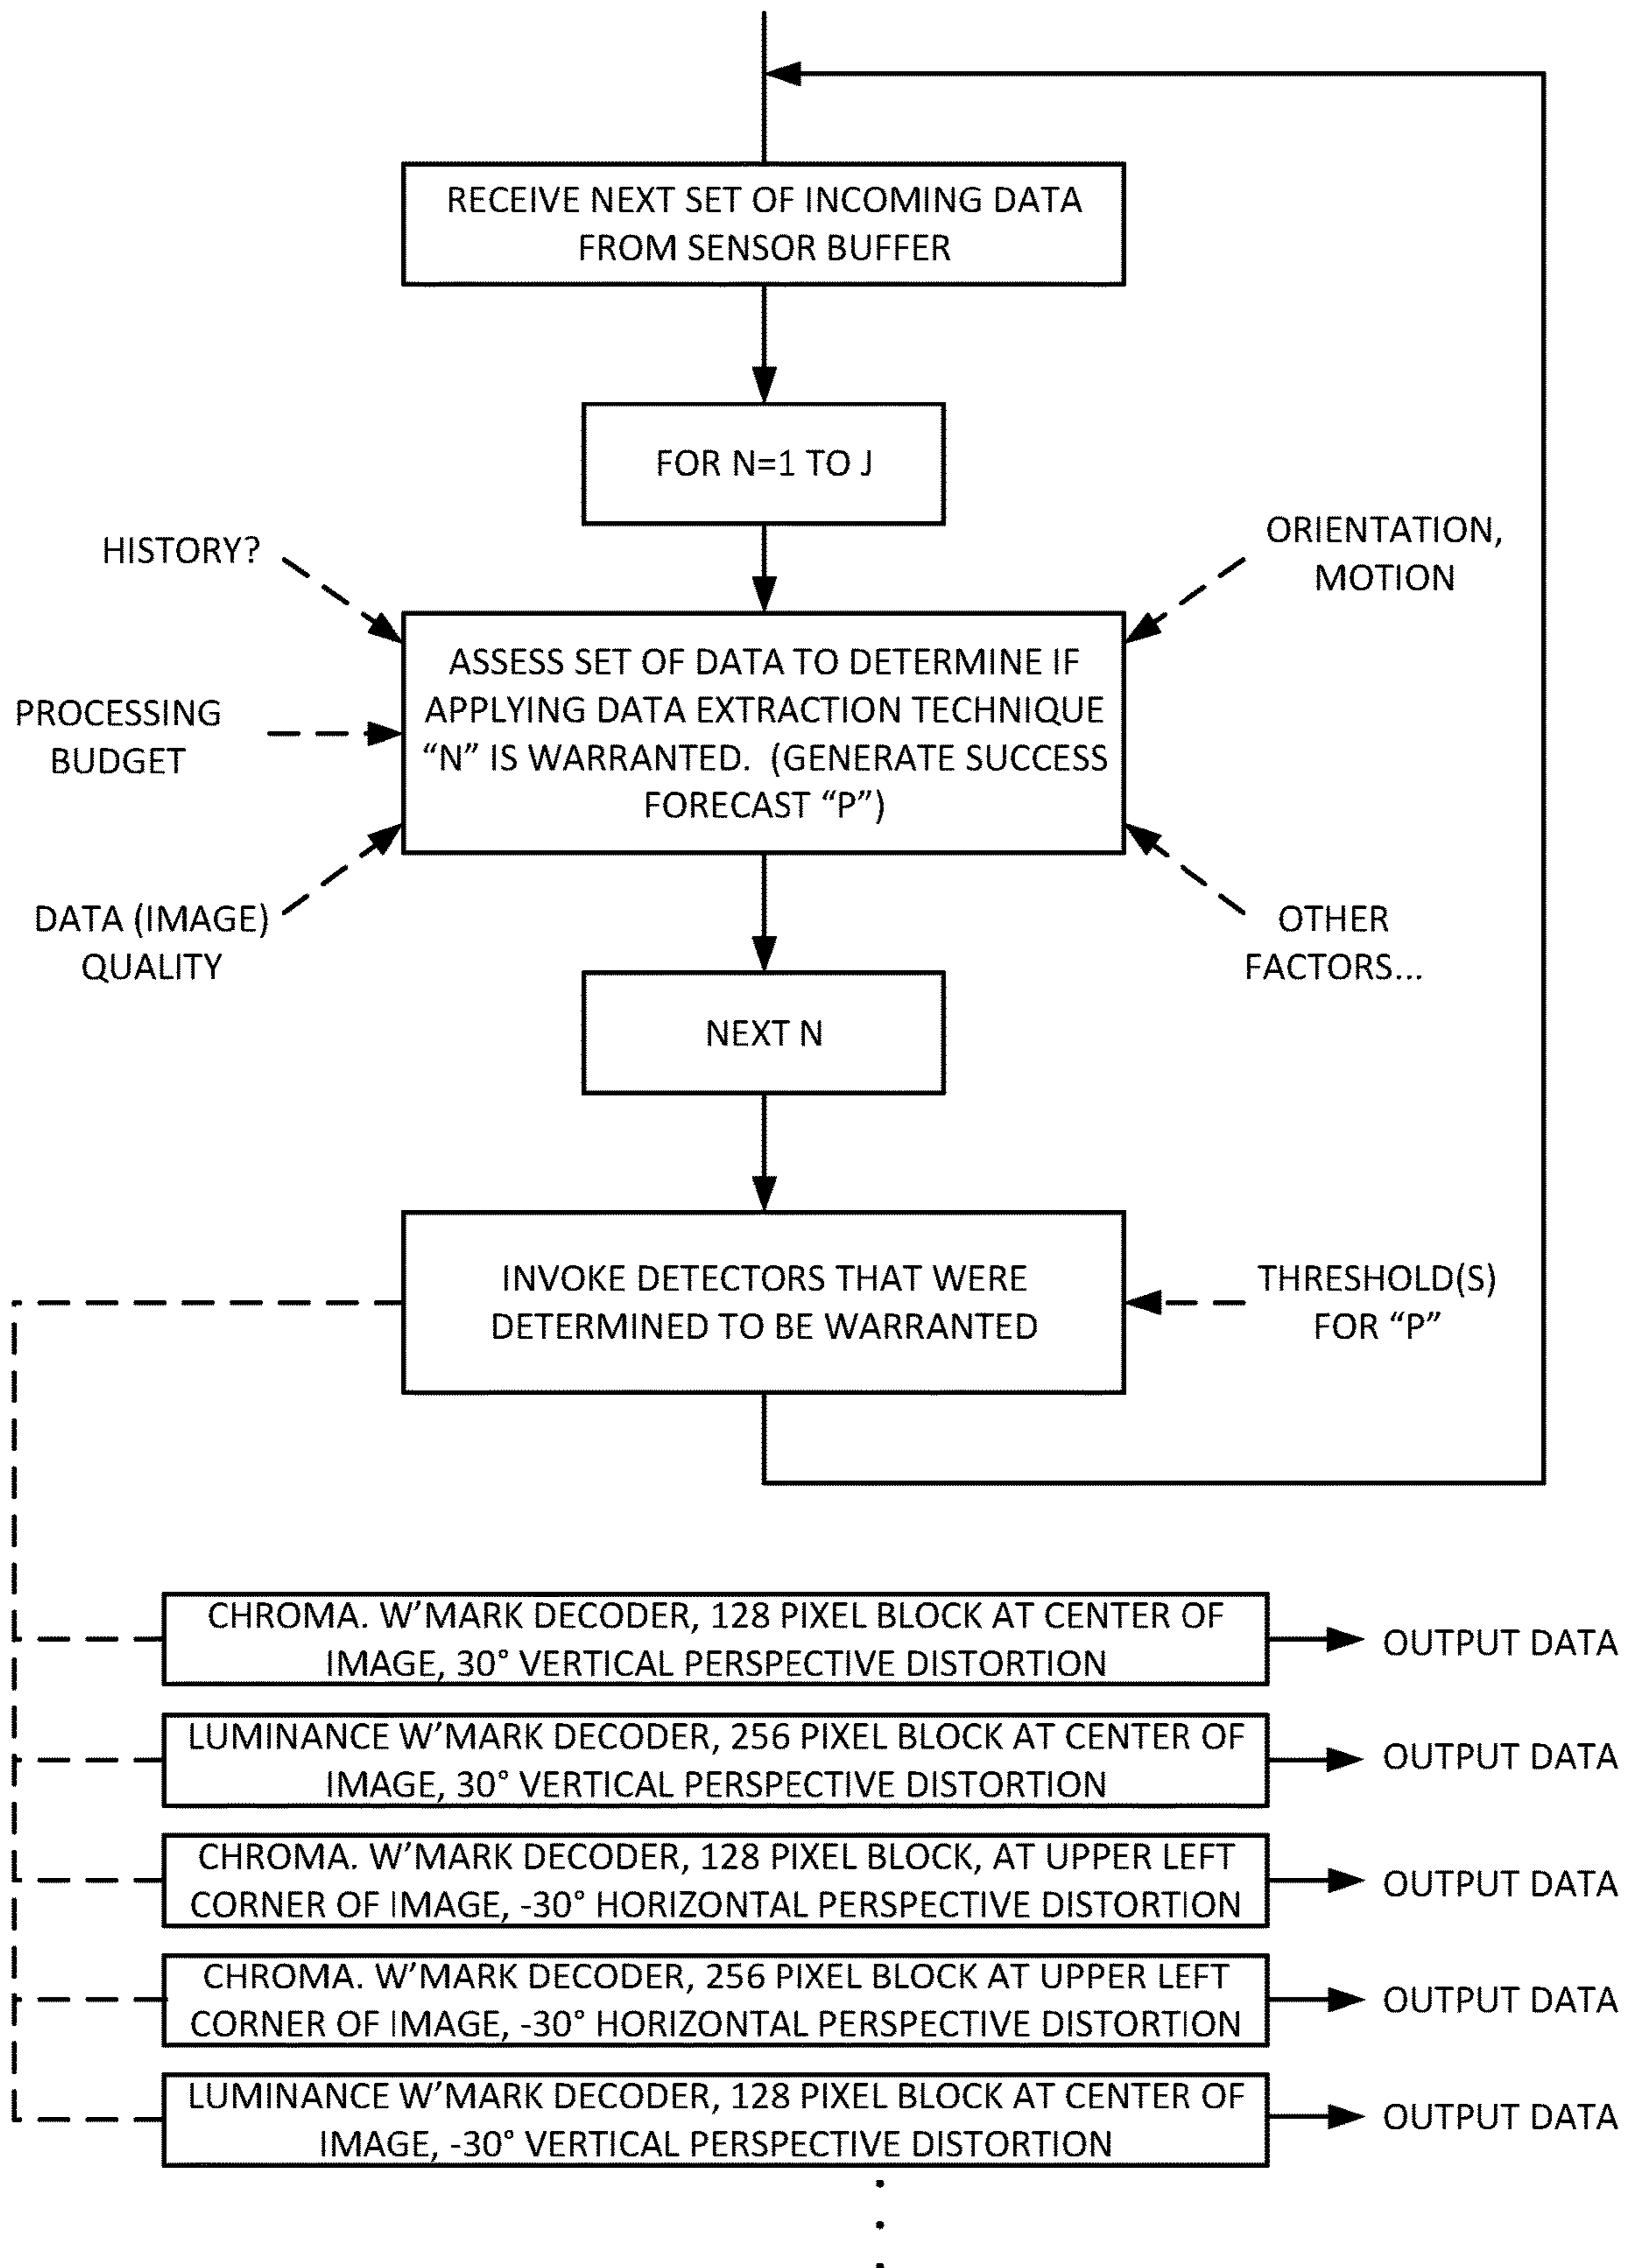 RECEIVE NEXT SET OF INCOMING DATA
FROM SENSOR BUFFER
FOR N=1 TO J
HISTORY?
ORIENTATION,
MOTION
PROCESSING
BUDGET
ASSESS SET OF DATA TO DETERMINE IF
APPLYING DATA EXTRACTION TECHNIQUE
“N” IS WARRANTED.  (GENERATE SUCCESS
FORECAST “P”)
DATA (IMAGE)
QUALITY
OTHER
FACTORS...
NEXT N
INVOKE DETECTORS THAT WERE
DETERMINED TO BE WARRANTED
THRESHOLD(S)
FOR “P”
CHROMA. W’MARK DECODER, 128 PIXEL BLOCK AT CENTER OF
IMAGE, 30° VERTICAL PERSPECTIVE DISTORTION
OUTPUT DATA
LUMINANCE W’MARK DECODER, 256 PIXEL BLOCK AT CENTER OF
IMAGE, 30° VERTICAL PERSPECTIVE DISTORTION
OUTPUT DATA
CHROMA. W’MARK DECODER, 128 PIXEL BLOCK, AT UPPER LEFT
CORNER OF IMAGE, -30° HORIZONTAL PERSPECTIVE DISTORTION
OUTPUT DATA
CHROMA. W’MARK DECODER, 256 PIXEL BLOCK AT UPPER LEFT
CORNER OF IMAGE, -30° HORIZONTAL PERSPECTIVE DISTORTION
OUTPUT DATA
LUMINANCE W’MARK DECODER, 128 PIXEL BLOCK AT CENTER OF
IMAGE, -30° VERTICAL PERSPECTIVE DISTORTION
OUTPUT DATA